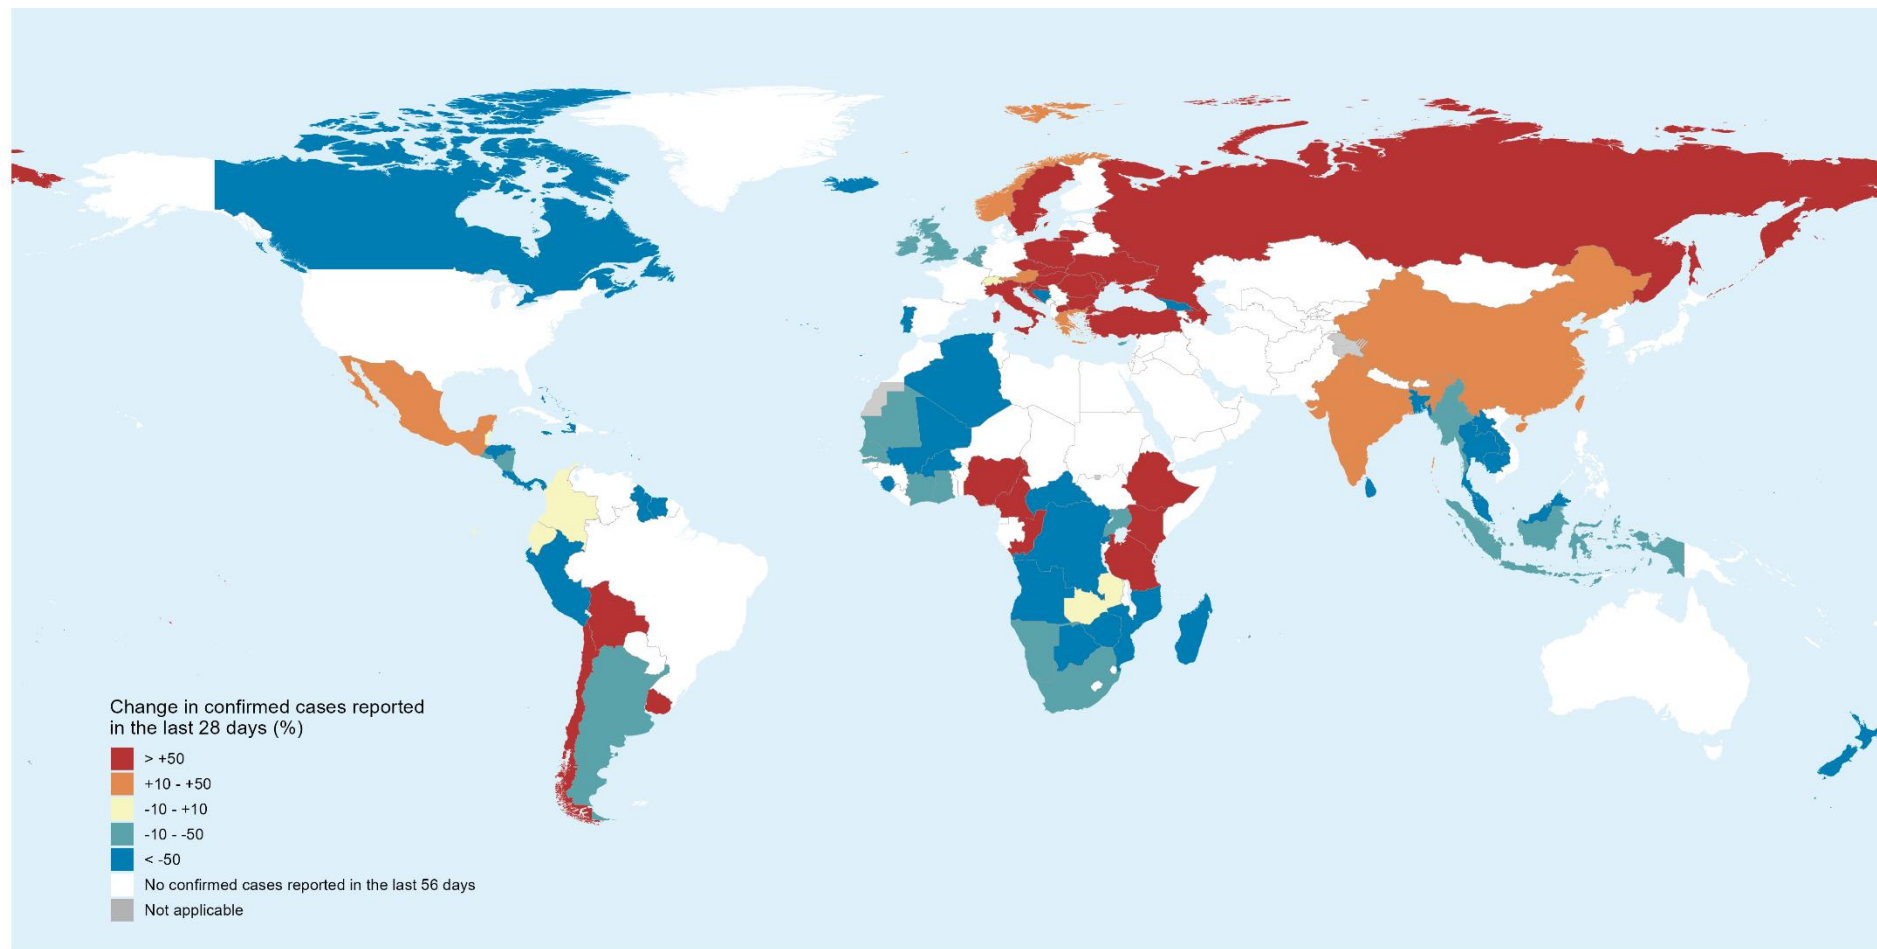 Change in confirmed cases reported
in the last 28 days (%)
> +50
+10 - +50
-10 - +10
-10 - -50
< -50
No confirmed cases reported in the last 56 days
Not applicable